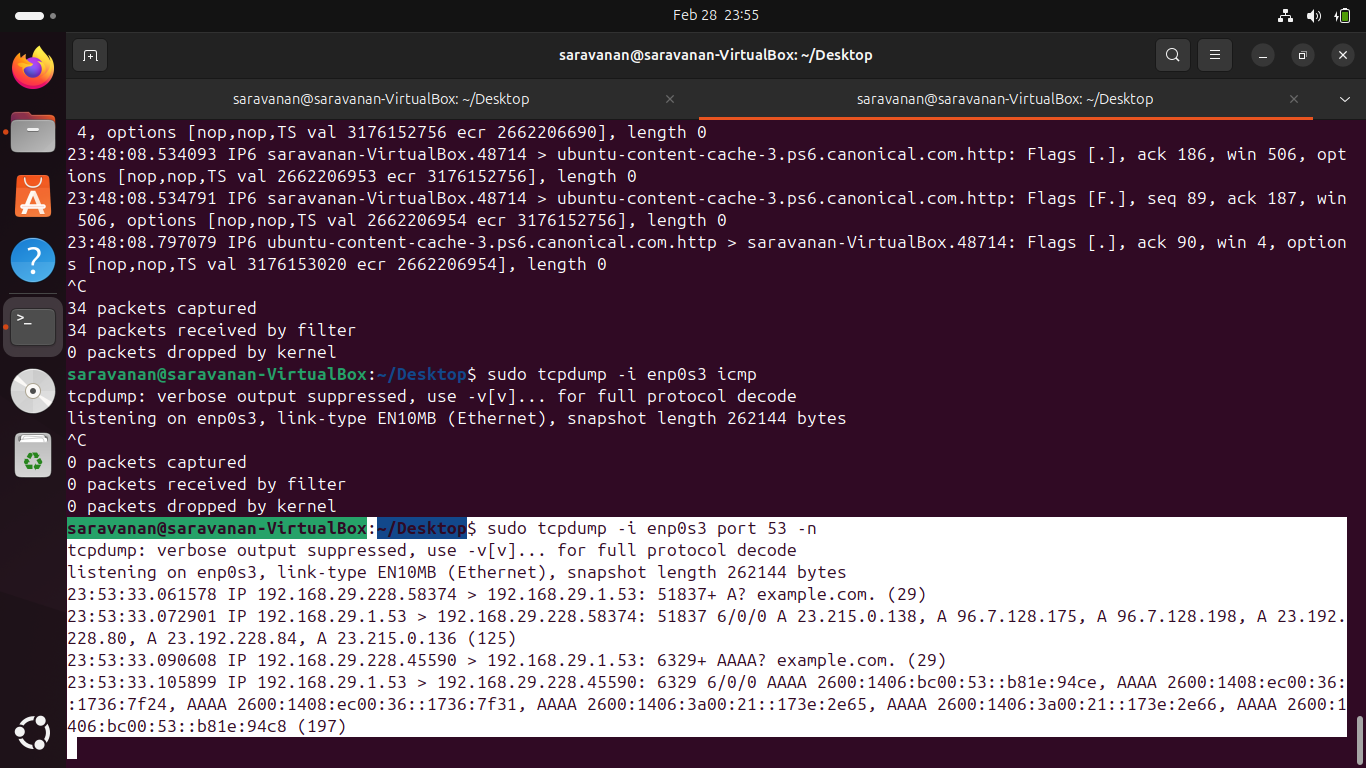 Feb 28 23:55
saravanan@saravanan-VirtualBox: ~/Desktop
saravanan@saravanan-VirtualBox: ~/Desktop
saravanan@saravanan-VirtualBox: ~/Desktop
4, options [nop,nop,TS val 3176152756 ecr 2662206690], length 0
23:48:08.534093 IP6 saravanan-VirtualBox.48714 > ubuntu-content-cache-3.ps6.canonical.com.http: Flags [.], ack 186, win 506, opt
ions [nop,nop,TS val 2662206953 ecr 3176152756], length 0
23:48:08.534791 IP6 saravanan-VirtualBox.48714 > ubuntu-content-cache-3.ps6.canonical.com.http: Flags [F.], seq 89, ack 187, win
506, options [nop,nop,TS val 2662206954 ecr 3176152756], length 0
23:48:08.797079 IP6 ubuntu-content-cache-3.ps6.canonical.com.http > saravanan-VirtualBox.48714: Flags [.], ack 90, win 4, option
s [nop,nop,TS val 3176153020 ecr 2662206954], length 0
^C
34 packets captured
34 packets received by filter
0 packets dropped by kernel
saravanan@saravanan-VirtualBox:~/Desktop$ sudo tcpdump -i enp0s3 icmp
tcpdump: verbose output suppressed, use -v[v]... for full protocol decode
listening on enp0s3, link-type EN10MB (Ethernet), snapshot length 262144 bytes
^C
0 packets captured
0 packets received by filter
0 packets dropped by kernel
saravanan@saravanan-VirtualBox:~/Desktop$ sudo tcpdump -i enp0s3 port 53 -n
tcpdump: verbose output suppressed, use -v[v]... for full protocol decode
listening on enp0s3, link-type EN10MB (Ethernet), snapshot length 262144 bytes
23:53:33.061578 IP 192.168.29.228.58374 > 192.168.29.1.53: 51837+ A? example.com. (29)
23:53:33.072901 IP 192.168.29.1.53 > 192.168.29.228.58374: 51837 6/0/0 A 23.215.0.138, A 96.7.128.175, A 96.7.128.198, A 23.192.
228.80, A 23.192.228.84, A 23.215.0.136 (125)
23:53:33.090608 IP 192.168.29.228.45590 > 192.168.29.1.53: 6329+ AAAA? example.com. (29)
23:53:33.105899 IP 192.168.29.1.53 > 192.168.29.228.45590: 6329 6/0/0 AAAA 2600:1406:bc00:53::b81e:94ce, AAAA 2600:1408:ec00:36:
:1736:7f24, AAAA 2600:1408:ec00:36::1736:7f31, AAAA 2600:1406:3a00:21::173e:2e65, AAAA 2600:1406:3a00:21::173e:2e66, AAAA 2600:1
406:bc00:53::b81e:94c8 (197)